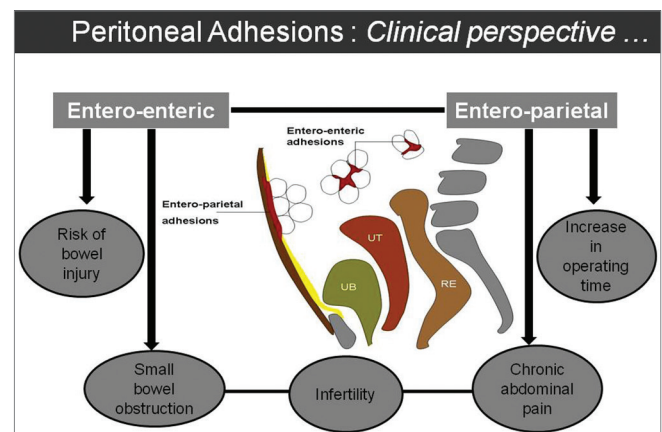 Peritoneal Adhesions : Clinical perspective ...
Entero-enteric
Entero-parietal
Entero-enteric
adhesions
Entero-parietal
adhesions
Risk of
bowel
injury
UT
UB
RE
Increase
in
operating
time
Small
bowel
obstruction
Infertility
Chronic
abdominal
pain